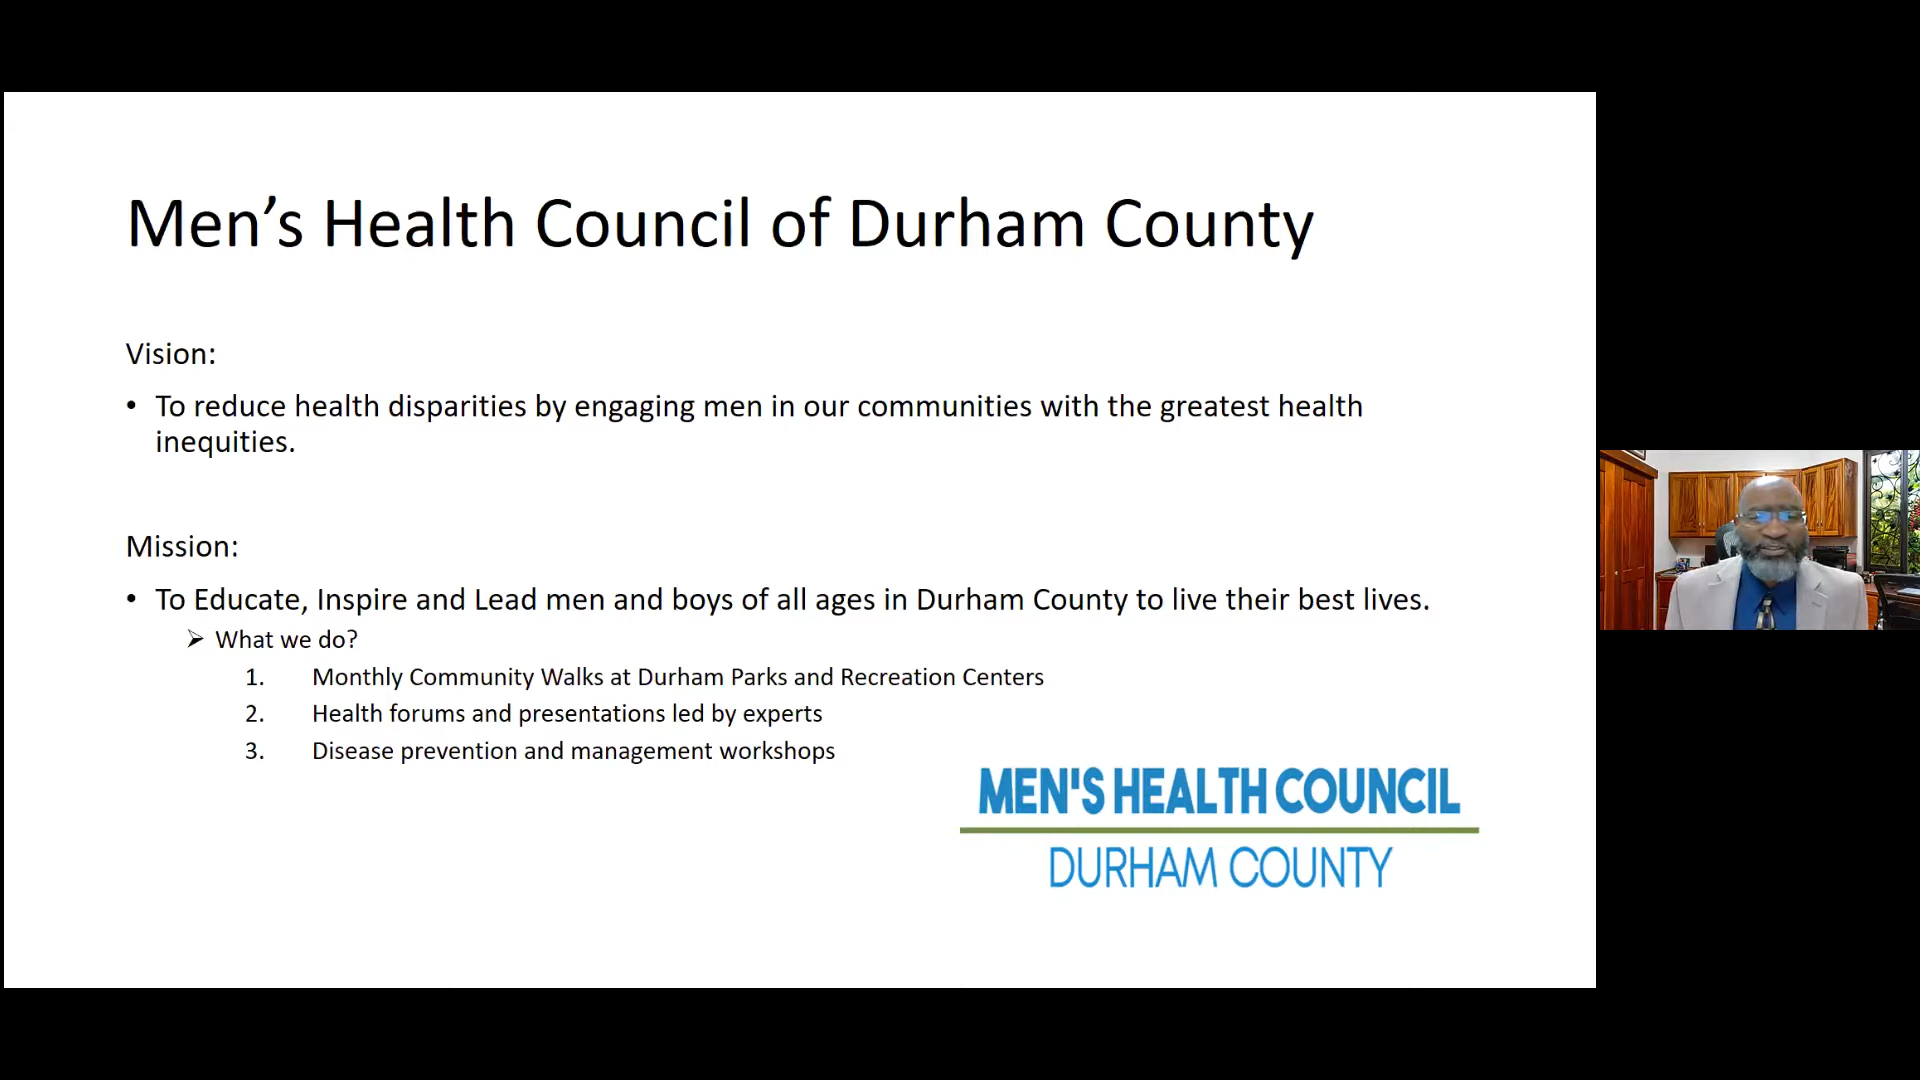 Men’s Health Council of Durham County
Vision:
• To reduce health disparities by engaging men in our communities with the greatest health
inequities.
Mission:
• To Educate, Inspire and Lead men and boys of all ages in Durham County to live their best lives.
➢ What we do?
1. Monthly Community Walks at Durham Parks and Recreation Centers
2. Health forums and presentations led by experts
3. Disease prevention and management workshops
MEN'S HEALTH COUNCIL
DURHAM COUNTY